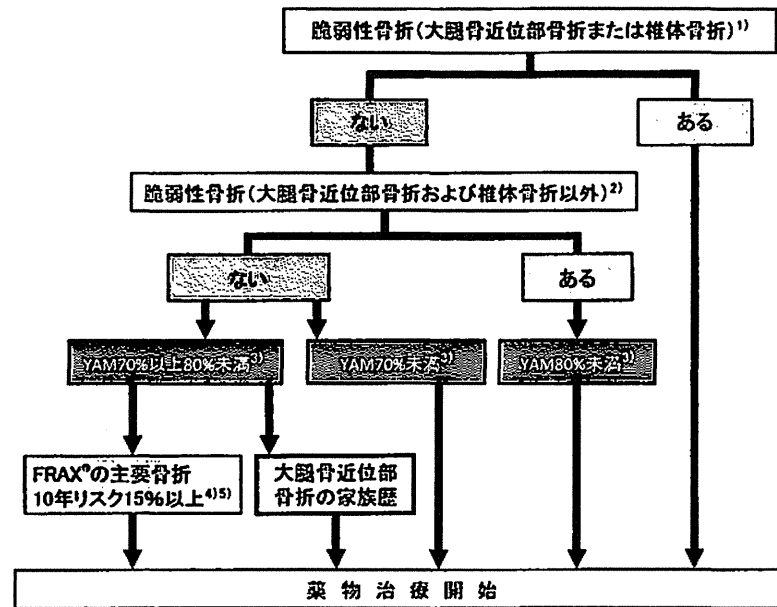 脆弱性骨折(大腿骨近位部骨折または椎体骨折)1)
ない
ある
脆弱性骨折(大腿骨近位部骨折および椎体骨折以外)2)
ない
ある
YAM70%以上80%未満3)
YAM70%未満3)
YAM80%未満3)
FRAX®の主要骨折
10年リスク15%以上4)5)
大腿骨近位部
骨折の家族歴
薬物治療開始